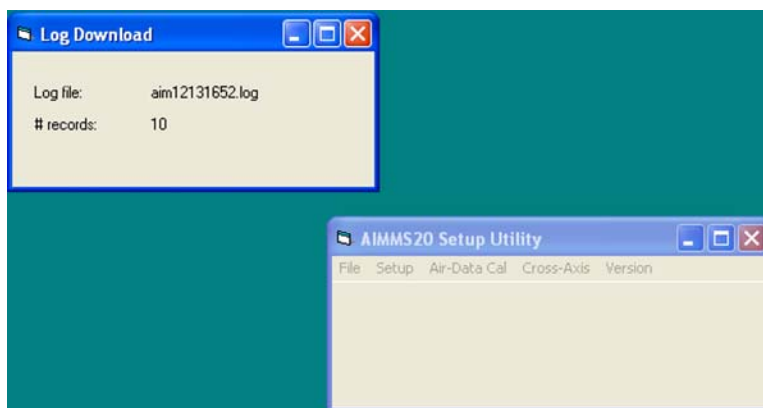 Log Download
Log file: aim12131652.log
# records: 10
AIMMS20 Setup Utility
File Setup Air-Data Cal Cross-Axis Version